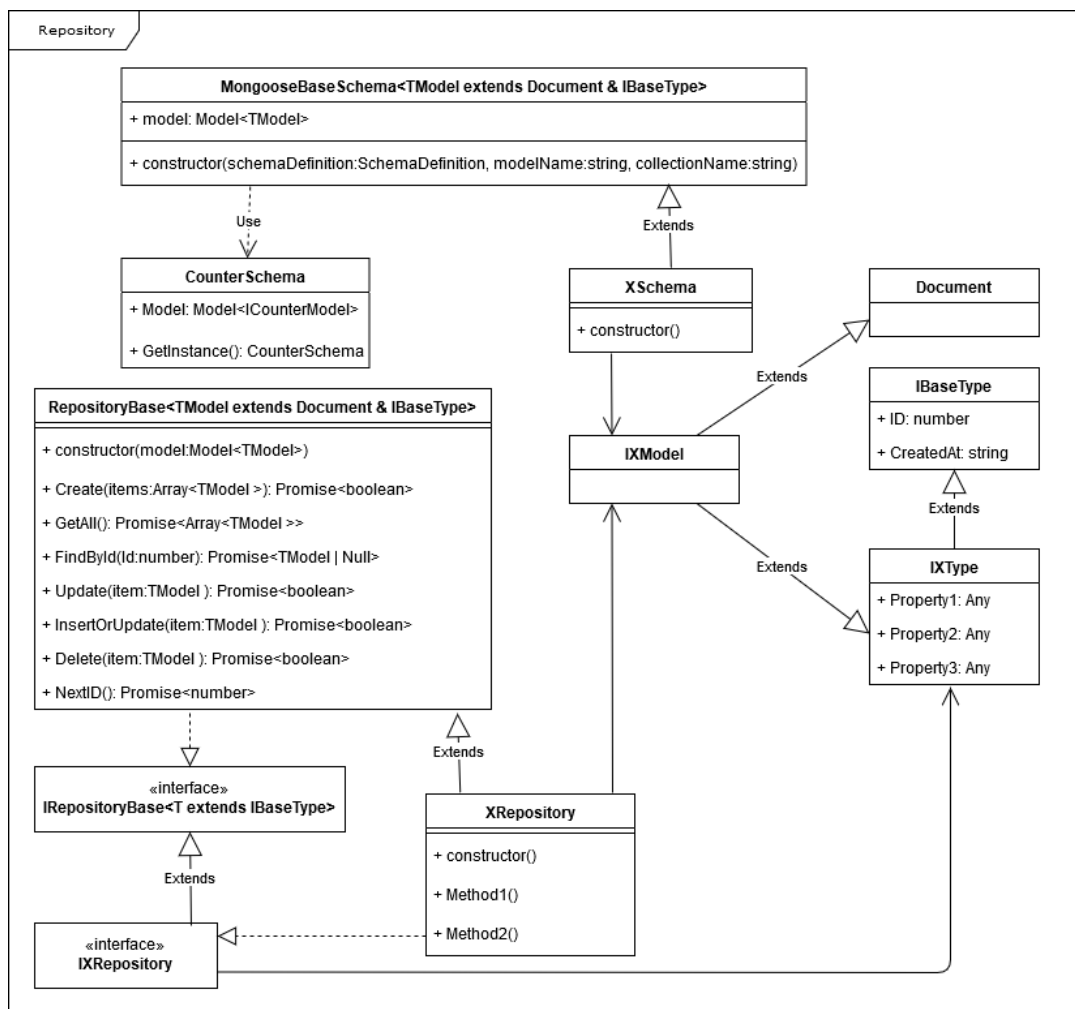 Repository
MongooseBaseSchema<TModel extends Document & IBaseType>
+ model: Model<TModel>
+ constructor(schemaDefinition:SchemaDefinition, modelName:string, collectionName:string)
Use
Extends
CounterSchema
+ Model: Model<ICounterModel>
+ GetInstance(): CounterSchema
XSchema
+ constructor()
Document
Extends
IBaseType
+ ID: number
+ CreatedAt: string
RepositoryBase<TModel extends Document & IBaseType>
+ constructor(model:Model<TModel>)
+ Create(items:Array<TModel >): Promise<boolean>
+ GetAll(): Promise<Array<TModel >>
+ FindById(Id:number): Promise<TModel | Null>
+ Update(item:TModel ): Promise<boolean>
+ InsertOrUpdate(item:TModel ): Promise<boolean>
+ Delete(item:TModel ): Promise<boolean>
+ NextID(): Promise<number>
IXModel
Extends
Extends
IXType
+ Property1: Any
+ Property2: Any
+ Property3: Any
Extends
«interface»
IRepositoryBase<T extends IBaseType>
XRepository
+ constructor()
+ Method1()
+ Method2()
Extends
«interface»
IXRepository